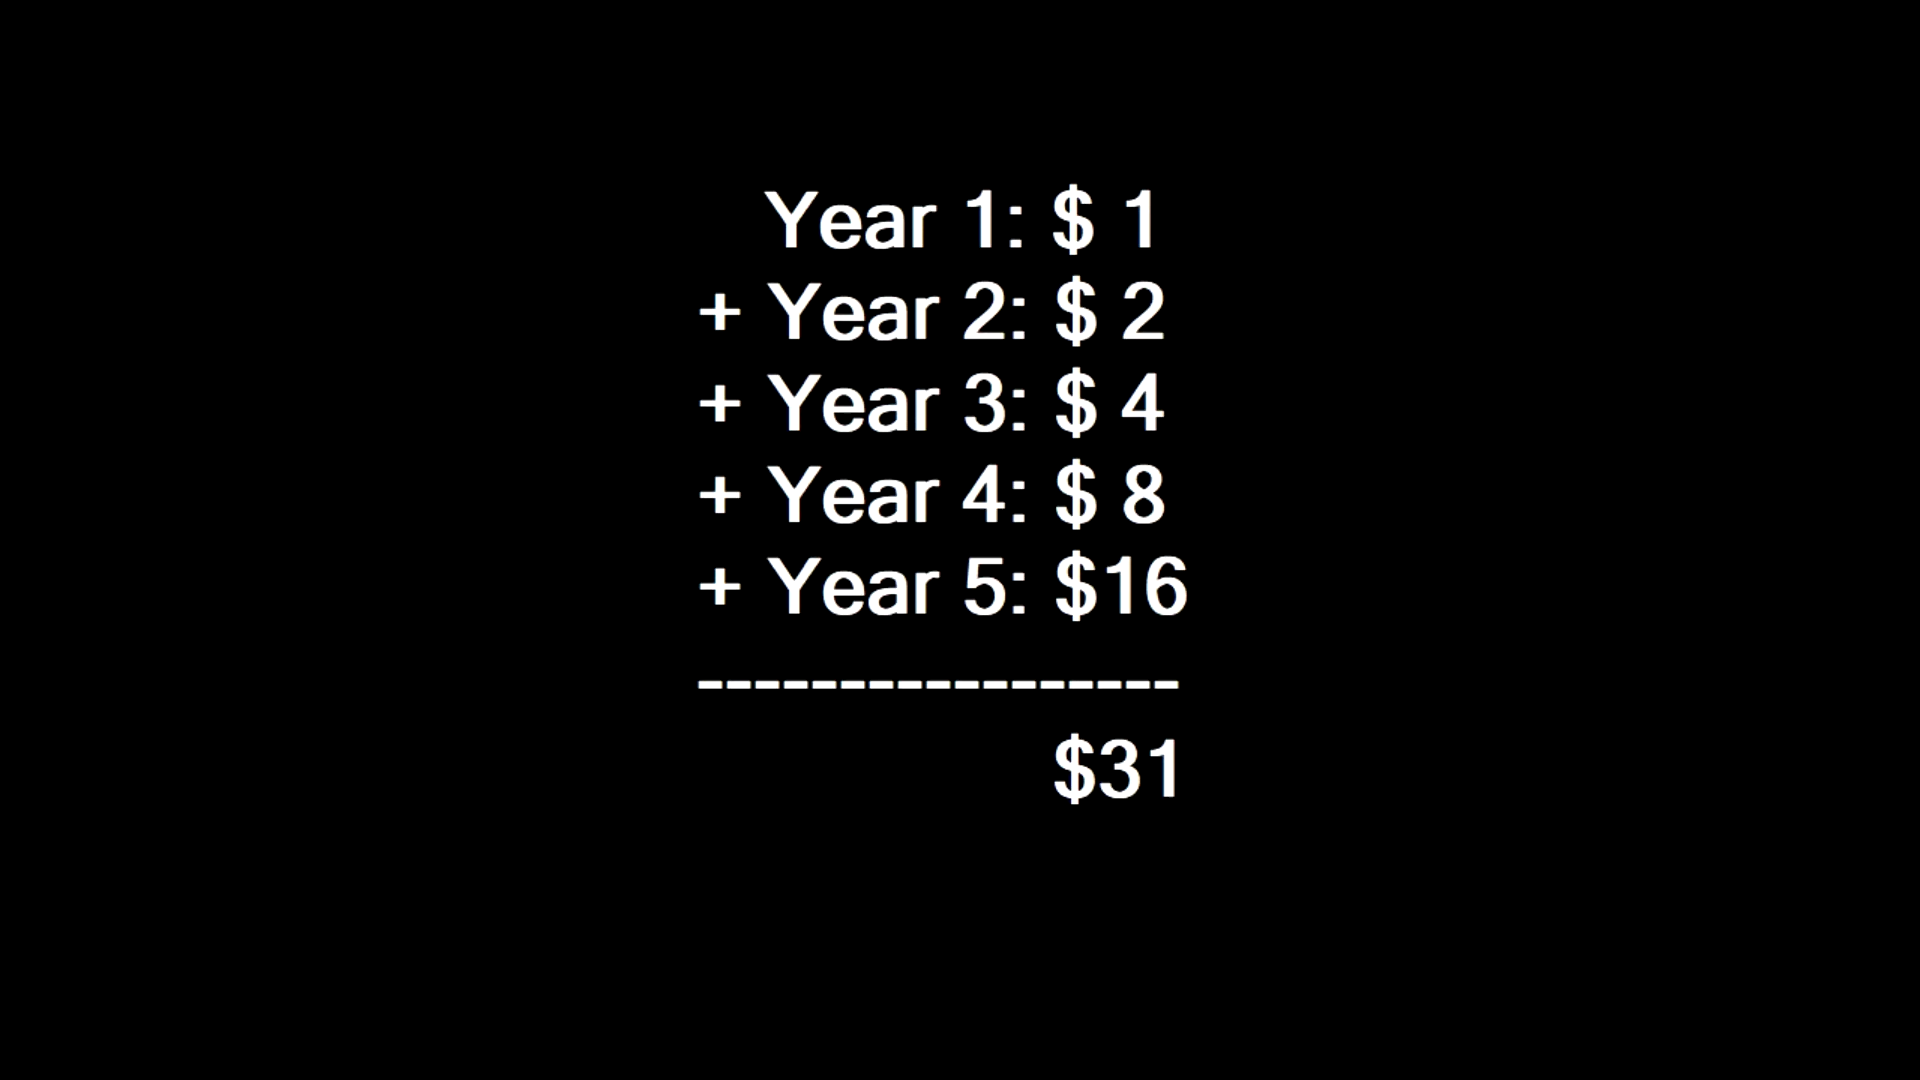 Year 1: $ 1
+ Year 2: $ 2
+ Year 3: $ 4
+ Year 4: $ 8
+ Year 5: $16
-----------------
$31